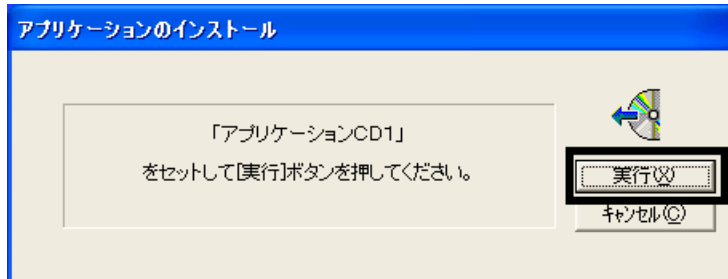 アプリケーションのインストール
「アプリケーションCD1」
をセットして[実行]ボタンを押してください。
実行(X)
キャンセル(C)